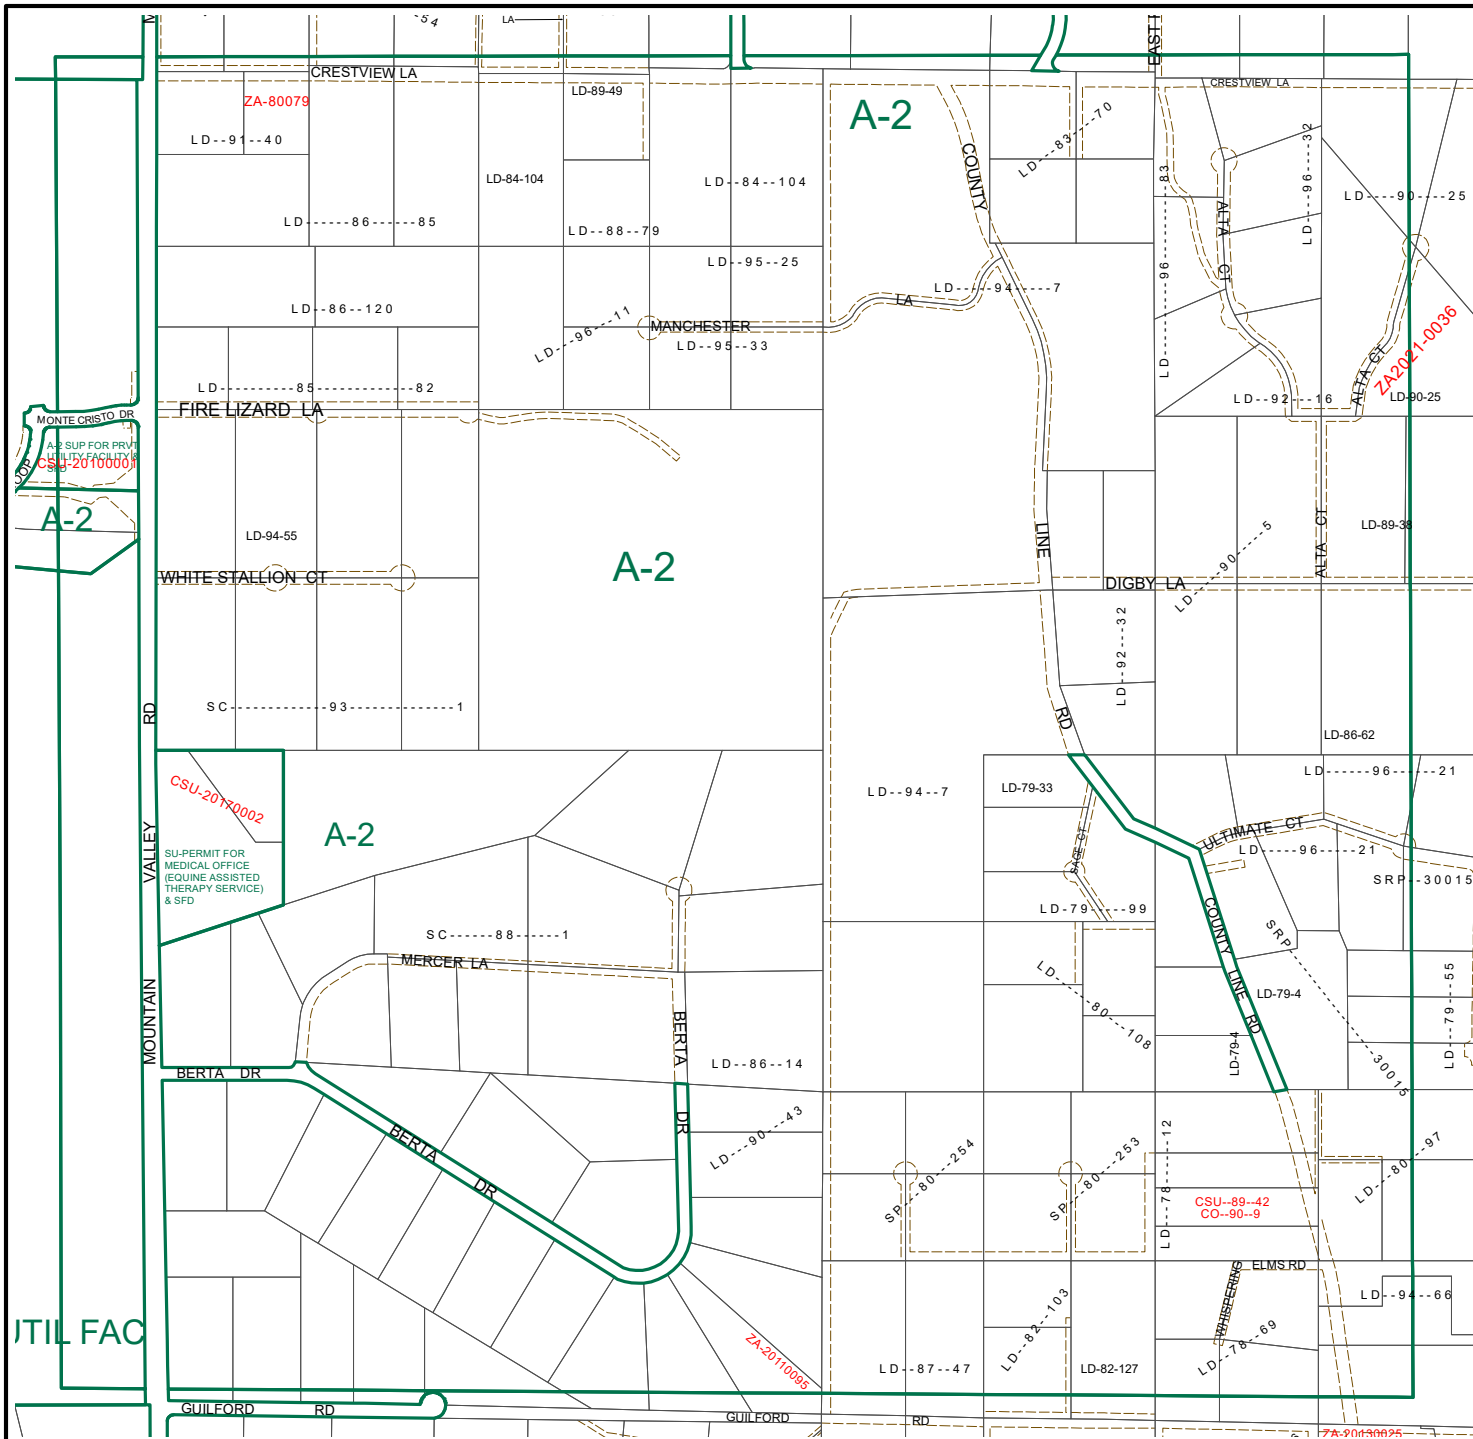 54
LA
EAST
CRESTVIEW LA
CRESTVIEW LA
ZA-80079
LD-89-49
A-2
LD--91--40
LD---83----70
COUNTY
LD-84-104
LD--84--104
LD----96----83
LD--96----32
LD----90----25
LD------86------85
LD--88--79
ALTA CT
LD--95--25
LD-----94-----7
LD--86--120
LA
MANCHESTER
LD---96---11
LD--95--33
ZA2021-0036
ALTA CT
LD---------85------------82
LD--92---16
LD-90-25
FIRE LIZARD LA
MONTE CRISTO DR
A-2 SUP FOR PRVT
UTILITY FACILITY &
SFD
CSU-20100001
OOP
A-2
LD-94-55
LINE
ALTA CT
LD-89-38
LD--------90-----5
A-2
WHITE STALLION CT
DIGBY LA
LD---92---32
SC-------------93-------------1
RD
RD
LD-86-62
CSU-20170002
LD--94--7
LD-79-33
LD------96----21
A-2
VALLEY
SU-PERMIT FOR
MEDICAL OFFICE
(EQUINE ASSISTED
THERAPY SERVICE)
& SFD
SAGE CT
ULTIMATE CT
LD----96-----21
SRP--30015
LD--79-----99
COUNTY LINE RD
SRP----------------30015
SC------88------1
MERCER LA
MOUNTAIN
LD-----80---108
LD-79-4
LD---79---55
BERTA
LD-79-4
LD--86--14
BERTA DR
DR
BERTA
DR
LD---90---43
SP---80---254
SP---80---253
LD---78------12
LD---80---97
CSU--89--42
CO--90--9
WHISPERING ELMS RD
LD--94--66
UTIL FAC
ZA-20110095
LD--87--47
LD--82---103
LD-82-127
LD--78--69
GUILFORD RD
GUILFORD RD
ZA-20130025